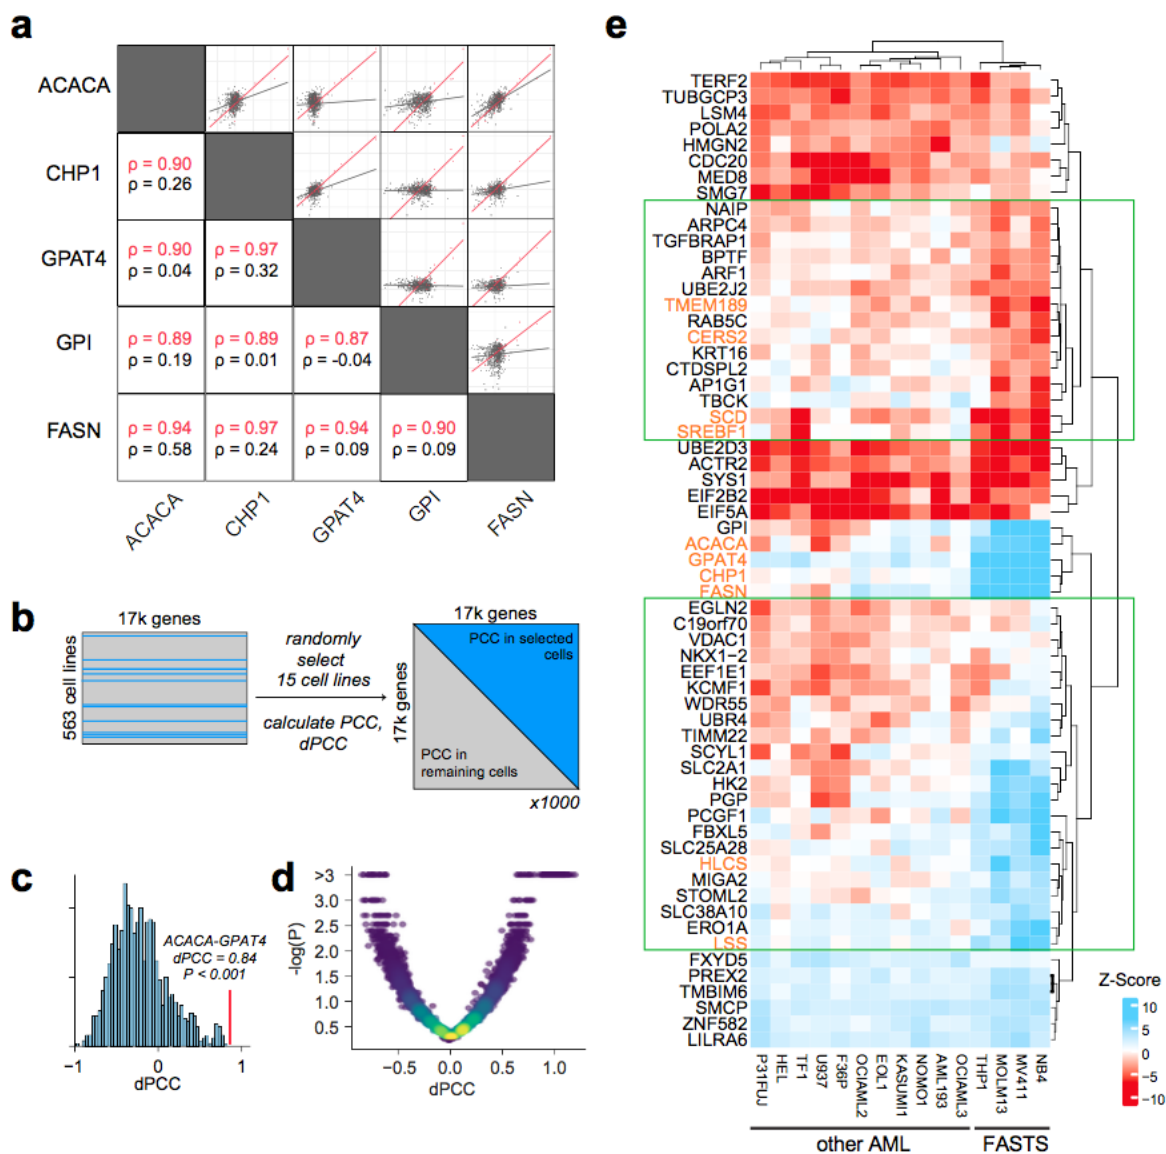 a
ACACA
CHP1
ρ = 0.90
ρ = 0.26
GPAT4
ρ = 0.90
ρ = 0.04
ρ = 0.97
ρ = 0.32
GPI
ρ = 0.89
ρ = 0.19
ρ = 0.89
ρ = 0.01
ρ = 0.87
ρ = -0.04
FASN
ρ = 0.94
ρ = 0.58
ρ = 0.97
ρ = 0.24
ρ = 0.94
ρ = 0.09
ρ = 0.90
ρ = 0.09
ACACA
CHP1
GPAT4
GPI
FASN
b
17k genes
563 cell lines
randomly
select
15 cell lines
calculate PCC,
dPCC
17k genes
17k genes
PCC in selected
cells
PCC in
remaining cells
x1000
c
ACACA-GPAT4
dPCC = 0.84
P < 0.001
−1
0
1
dPCC
d
-log(P)
>3
3.0
2.5
2.0
1.5
1.0
0.5
−0.5
0.0
0.5
1.0
dPCC
e
TERF2
TUBGCP3
LSM4
POLA2
HMGN2
CDC20
MED8
SMG7
NAIP
ARPC4
TGFBRAP1
BPTF
ARF1
UBE2J2
TMEM189
RAB5C
CERS2
KRT16
CTDSPL2
AP1G1
TBCK
SCD
SREBF1
UBE2D3
ACTR2
SYS1
EIF2B2
EIF5A
GPI
ACACA
GPAT4
CHP1
FASN
EGLN2
C19orf70
VDAC1
NKX1−2
EEF1E1
KCMF1
WDR55
UBR4
TIMM22
SCYL1
SLC2A1
HK2
PGP
PCGF1
FBXL5
SLC25A28
HLCS
MIGA2
STOML2
SLC38A10
ERO1A
LSS
FXYD5
PREX2
TMBIM6
SMCP
ZNF582
LILRA6
P31FUJ
HEL
TF1
U937
F36P
OCIAML2
EOL1
KASUMI1
NOMO1
AML193
OCIAML3
THP1
MOLM13
MV411
NB4
other AML
FASTS
Z-Score
10
5
0
−5
−10